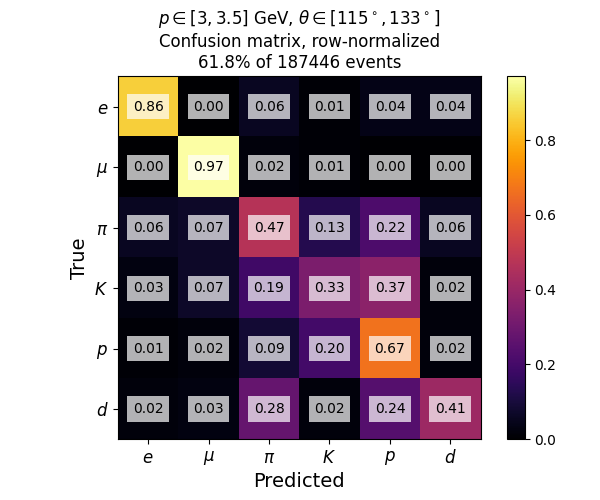 p ∈ [3, 3.5] GeV, θ ∈ [115°, 133°]
Confusion matrix, row-normalized
61.8% of 187446 events
True
e 0.86 0.00 0.06 0.01 0.04 0.04
μ 0.00 0.97 0.02 0.01 0.00 0.00
π 0.06 0.07 0.47 0.13 0.22 0.06
K 0.03 0.07 0.19 0.33 0.37 0.02
p 0.01 0.02 0.09 0.20 0.67 0.02
d 0.02 0.03 0.28 0.02 0.24 0.41
e μ π K p d
Predicted
0.8
0.6
0.4
0.2
0.0